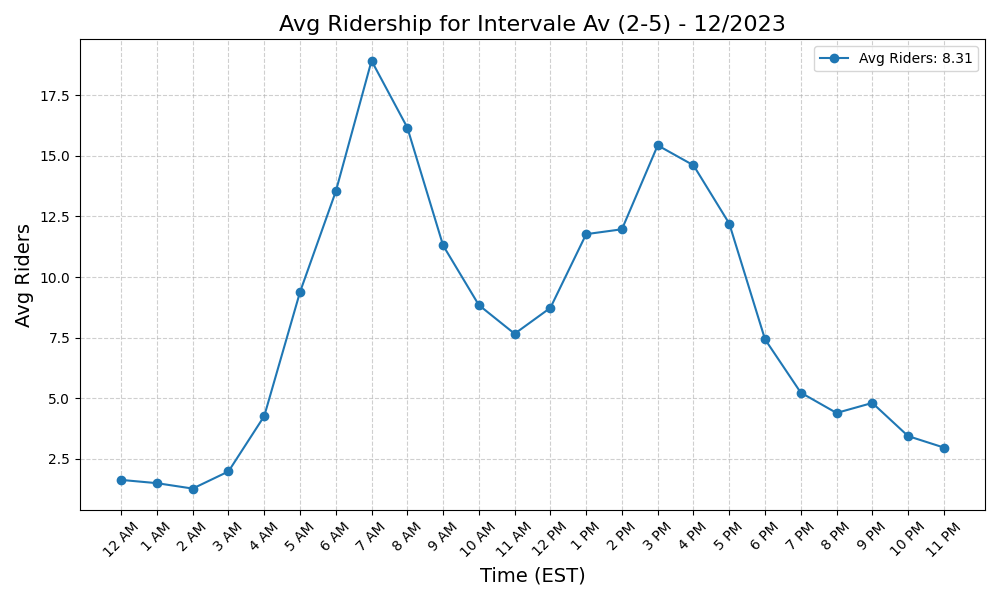 Avg Ridership for Intervale Av (2-5) - 12/2023
Avg Riders: 8.31
Avg Riders
17.5
15.0
12.5
10.0
7.5
5.0
2.5
12 AM
1 AM
2 AM
3 AM
4 AM
5 AM
6 AM
7 AM
8 AM
9 AM
10 AM
11 AM
12 PM
1 PM
2 PM
3 PM
4 PM
5 PM
6 PM
7 PM
8 PM
9 PM
10 PM
11 PM
Time (EST)